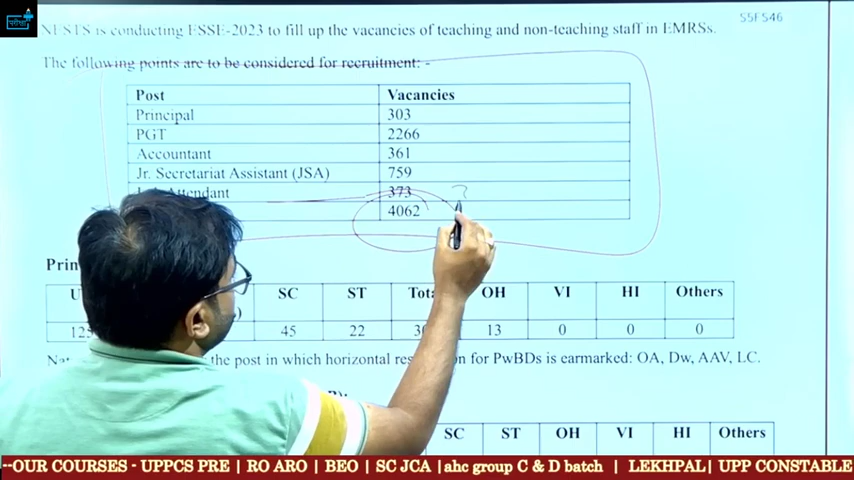 परीक्षा
S5FS46
NESTS is conducting ESSE-2023 to fill up the vacancies of teaching and non-teaching staff in EMRSs.
The following points are to be considered for recruitment: -
Post Vacancies
Principal 303
PGT 2266
Accountant 361
Jr. Secretariat Assistant (JSA) 759
Attendant 373
4062
SC ST OH VI HI Others
45 22 13 0 0 0
the post in which horizontal for PwBDs is earmarked: OA, Dw, AAV, LC.
SC ST OH VI HI Others
--OUR COURSES - UPPCS PRE | RO ARO | BEO | SC JCA |ahc group C & D batch | LEKHPAL| UPP CONSTABLE